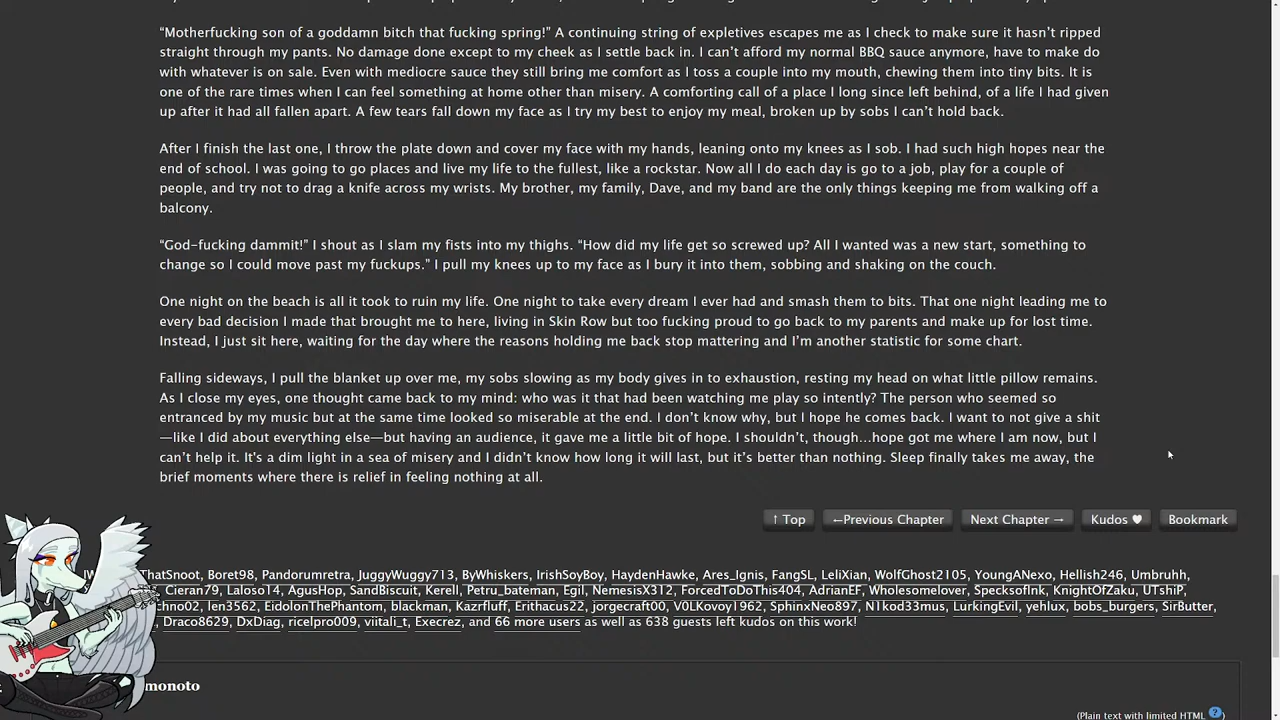 “Motherfucking son of a goddamn bitch that fucking spring!” A continuing string of expletives escapes me as I check to make sure it hasn’t ripped
straight through my pants. No damage done except to my cheek as I settle back in. I can’t afford my normal BBQ sauce anymore, have to make do
with whatever is on sale. Even with mediocre sauce they still bring me comfort as I toss a couple into my mouth, chewing them into tiny bits. It is
one of the rare times when I can feel something at home other than misery. A comforting call of a place I long since left behind, of a life I had given
up after it had all fallen apart. A few tears fall down my face as I try my best to enjoy my meal, broken up by sobs I can’t hold back.
After I finish the last one, I throw the plate down and cover my face with my hands, leaning onto my knees as I sob. I had such high hopes near the
end of school. I was going to go places and live my life to the fullest, like a rockstar. Now all I do each day is go to a job, play for a couple of
people, and try not to drag a knife across my wrists. My brother, my family, Dave, and my band are the only things keeping me from walking off a
balcony.
“God-fucking dammit!” I shout as I slam my fists into my thighs. “How did my life get so screwed up? All I wanted was a new start, something to
change so I could move past my fuckups.” I pull my knees up to my face as I bury it into them, sobbing and shaking on the couch.
One night on the beach is all it took to ruin my life. One night to take every dream I ever had and smash them to bits. That one night leading me to
every bad decision I made that brought me to here, living in Skin Row but too fucking proud to go back to my parents and make up for lost time.
Instead, I just sit here, waiting for the day where the reasons holding me back stop mattering and I’m another statistic for some chart.
Falling sideways, I pull the blanket up over me, my sobs slowing as my body gives in to exhaustion, resting my head on what little pillow remains.
As I close my eyes, one thought came back to my mind: who was it that had been watching me play so intently? The person who seemed so
entranced by my music but at the same time looked so miserable at the end. I don’t know why, but I hope he comes back. I want to not give a shit
—like I did about everything else—but having an audience, it gave me a little bit of hope. I shouldn’t, though…hope got me where I am now, but I
can’t help it. It's a dim light in a sea of misery and I didn’t know how long it will last, but it’s better than nothing. Sleep finally takes me away, the
brief moments where there is relief in feeling nothing at all.
↑ Top ←Previous Chapter Next Chapter → Kudos ♥ Bookmark
ThatSnoot, Boret98, Pandorumretra, JuggyWuggy713, ByWhiskers, IrishSoyBoy, HaydenHawke, Ares_Ignis, FangSL, LeliXian, WolfGhost2105, YoungANexo, Hellish246, Umbruhh,
Cieran79, Laloso14, AgusHop, SandBiscuit, Kerell, Petru_bateman, Egil, NemesisX312, ForcedToDoThis404, AdrianEF, Wholesomelover, SpecksofInk, KnightOfZaku, UTshiP,
len3562, EidolonThePhantom, blackman, Kazrfluff, Erithacus22, jorgecraft00, V0LKovoy1962, SphinxNeo897, N1kod33mus, LurkingEvil, yehlux, bobs_burgers, SirButter,
Draco8629, DxDiag, ricelpro009, viitali_t, Execrez, and 66 more users as well as 638 guests left kudos on this work!
(Plain text with limited HTML ?)